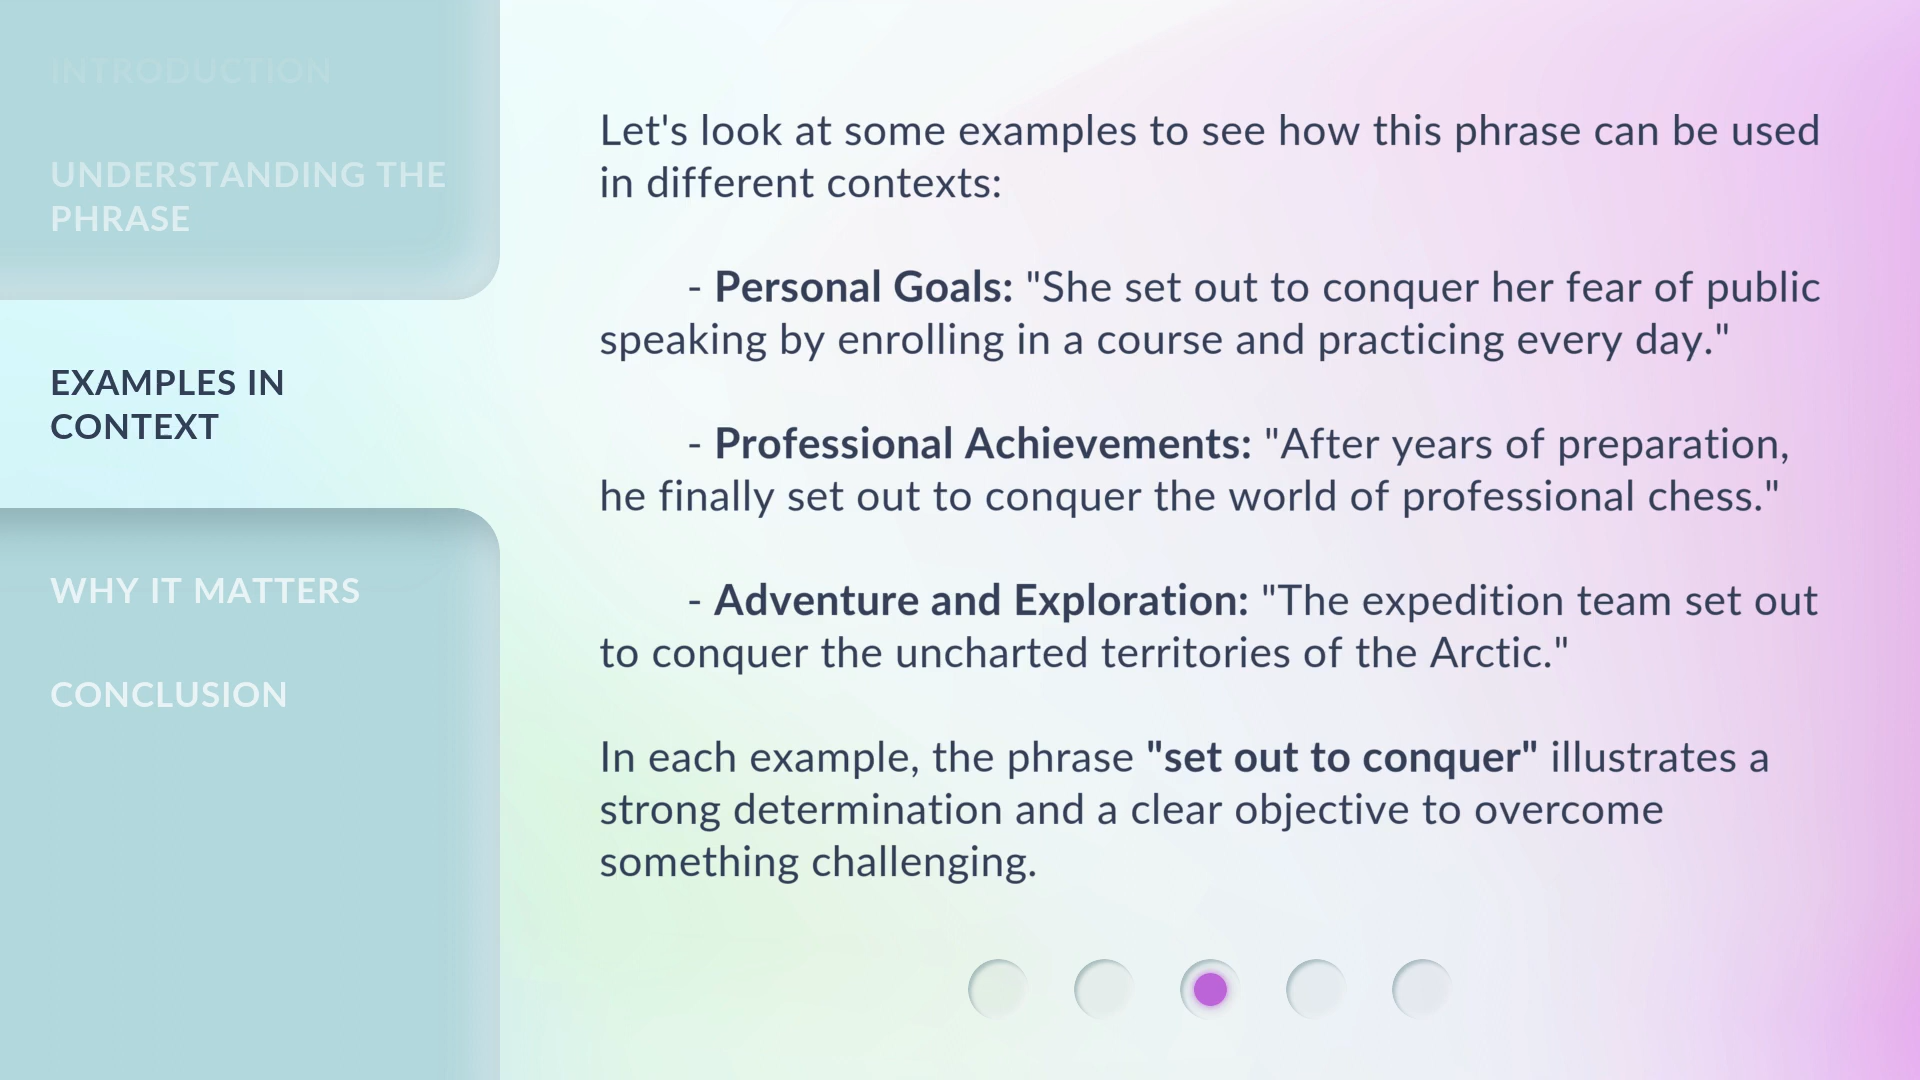 INTRODUCTION
UNDERSTANDING THE
PHRASE
EXAMPLES IN
CONTEXT
WHY IT MATTERS
CONCLUSION
Let's look at some examples to see how this phrase can be used
in different contexts:
- Personal Goals: "She set out to conquer her fear of public
speaking by enrolling in a course and practicing every day."
- Professional Achievements: "After years of preparation,
he finally set out to conquer the world of professional chess."
- Adventure and Exploration: "The expedition team set out
to conquer the uncharted territories of the Arctic."
In each example, the phrase "set out to conquer" illustrates a
strong determination and a clear objective to overcome
something challenging.